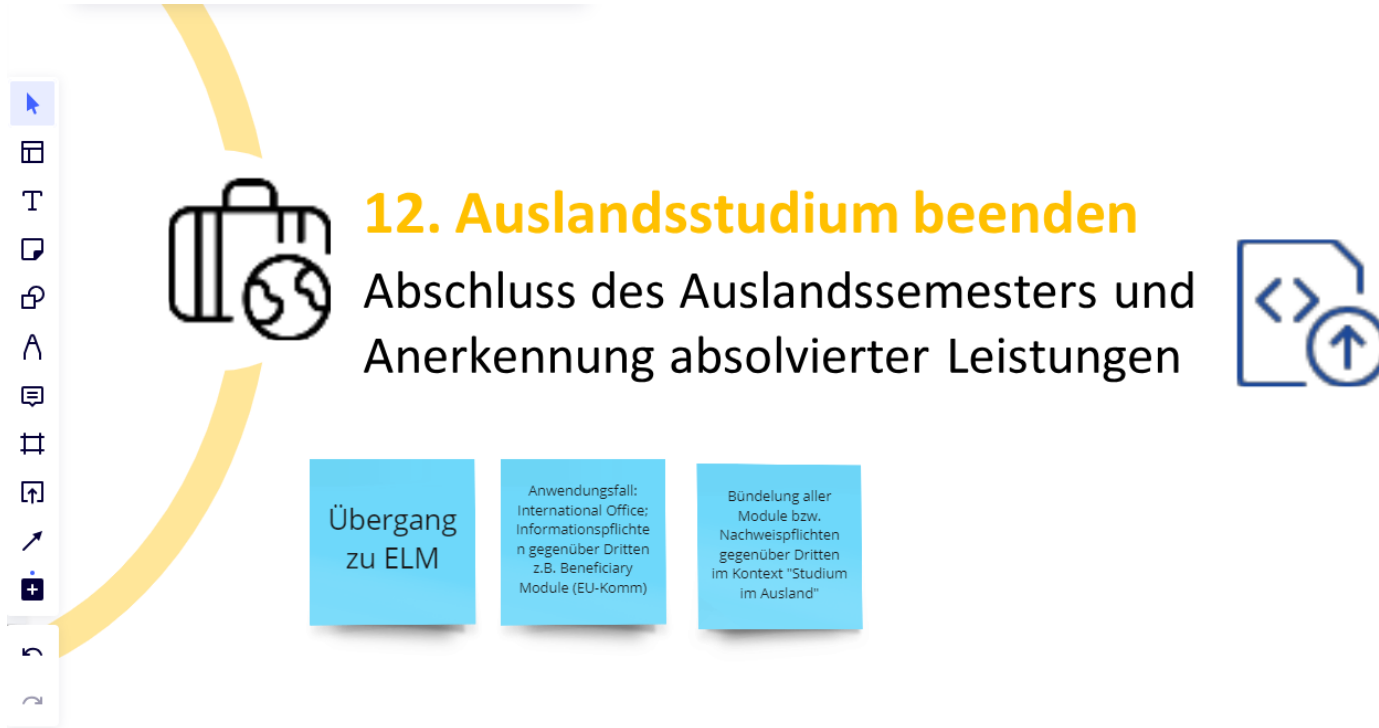 12. Auslandsstudium beenden
Abschluss des Auslandssemesters und
Anerkennung absolvierter Leistungen
Übergang
zu ELM
Anwendungsfall:
International Office;
Informationspflichte
n gegenüber Dritten
z.B. Beneficiary
Module (EU-Komm)
Bündelung aller
Module bzw.
Nachweispflichten
gegenüber Dritten
im Kontext "Studium
im Ausland"